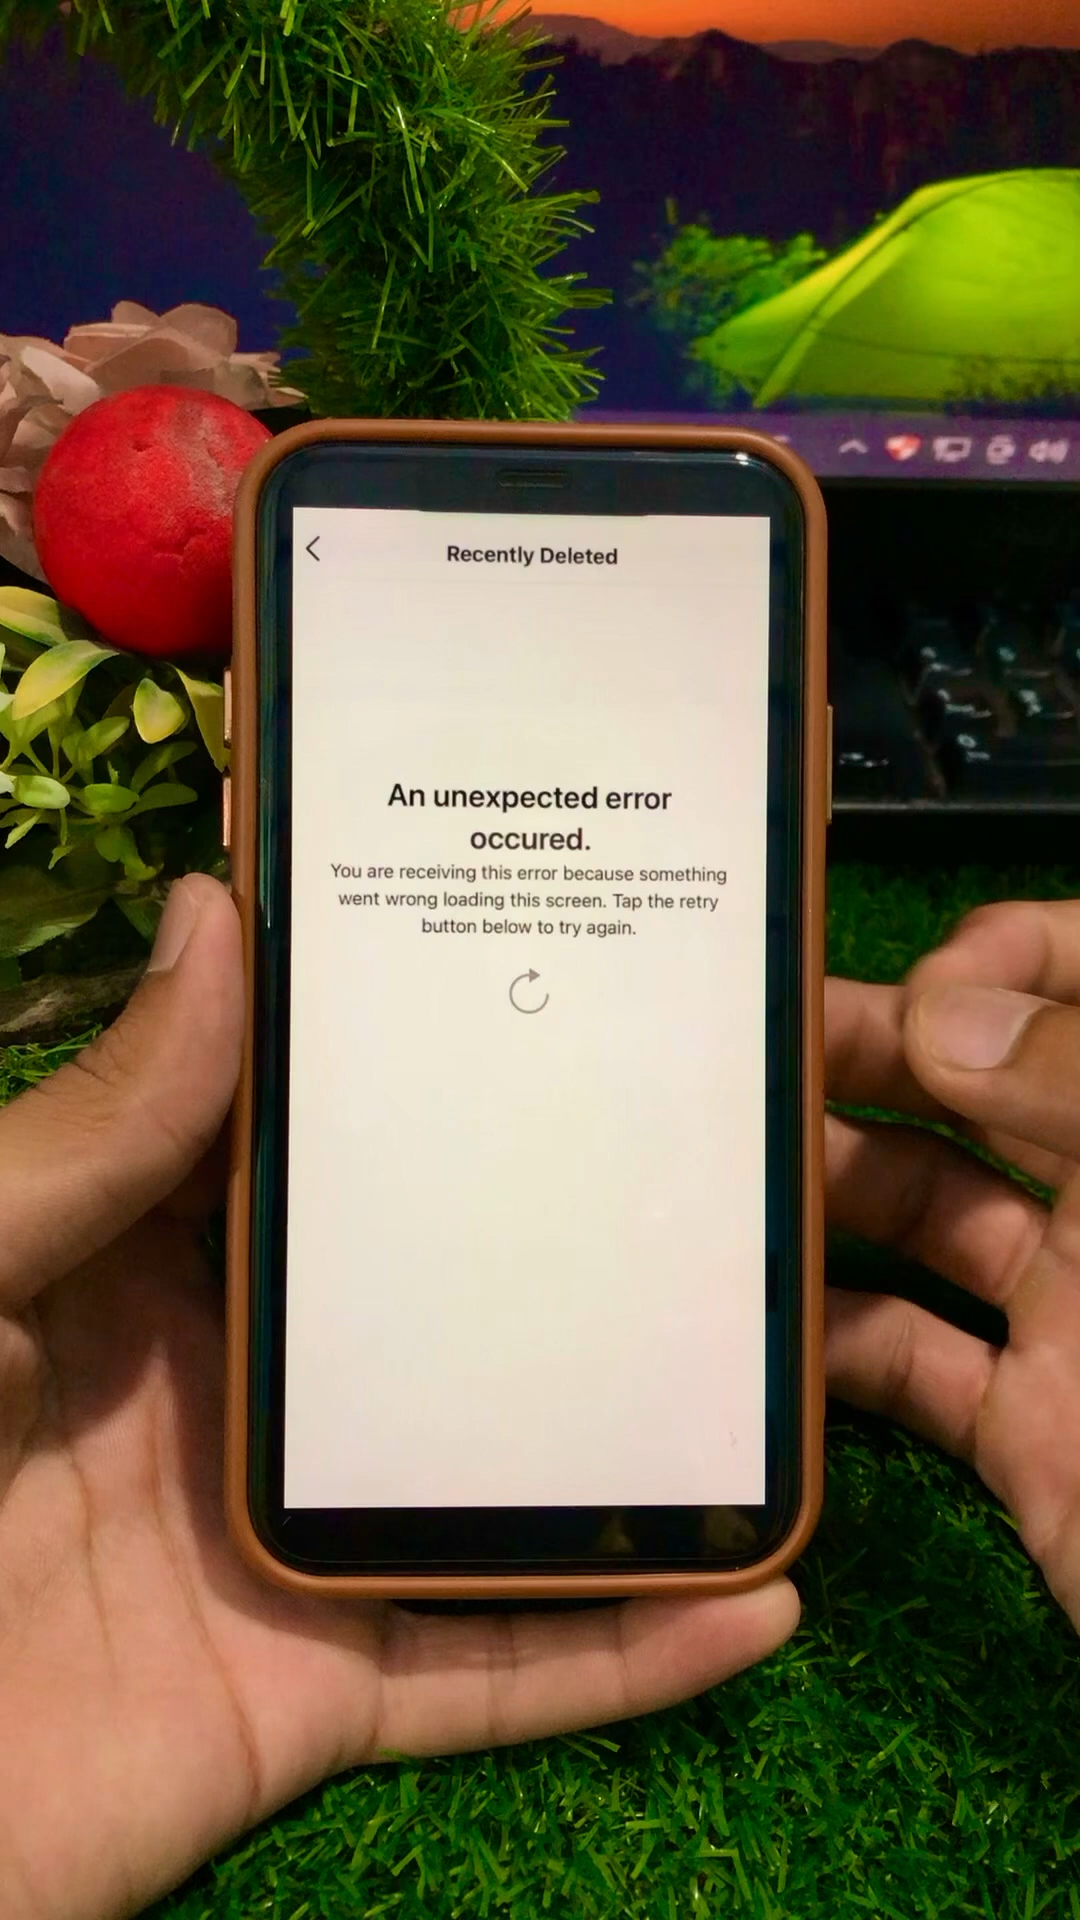 Recently Deleted
An unexpected error
occured.
You are receiving this error because something
went wrong loading this screen. Tap the retry
button below to try again.